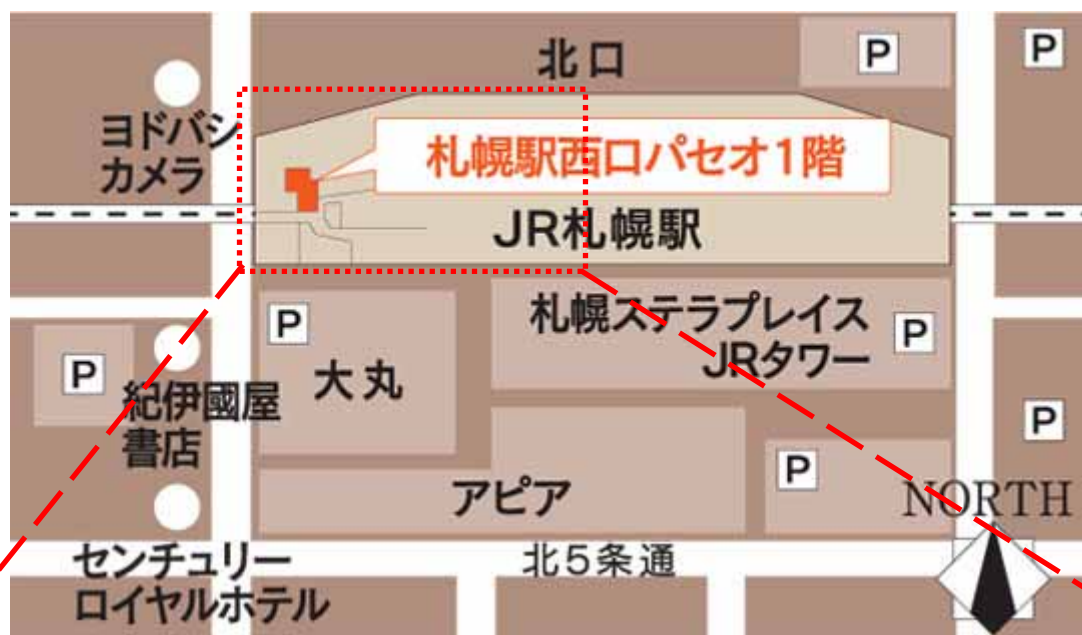 北口
P
P
ヨドバシ
カメラ
札幌駅西口パセオ1階
JR札幌駅
P
札幌ステラプレイス
JRタワー
P
大丸
P
紀伊國屋
書店
P
P
アピア
NORTH
センチュリー
ロイヤルホテル
北5条通